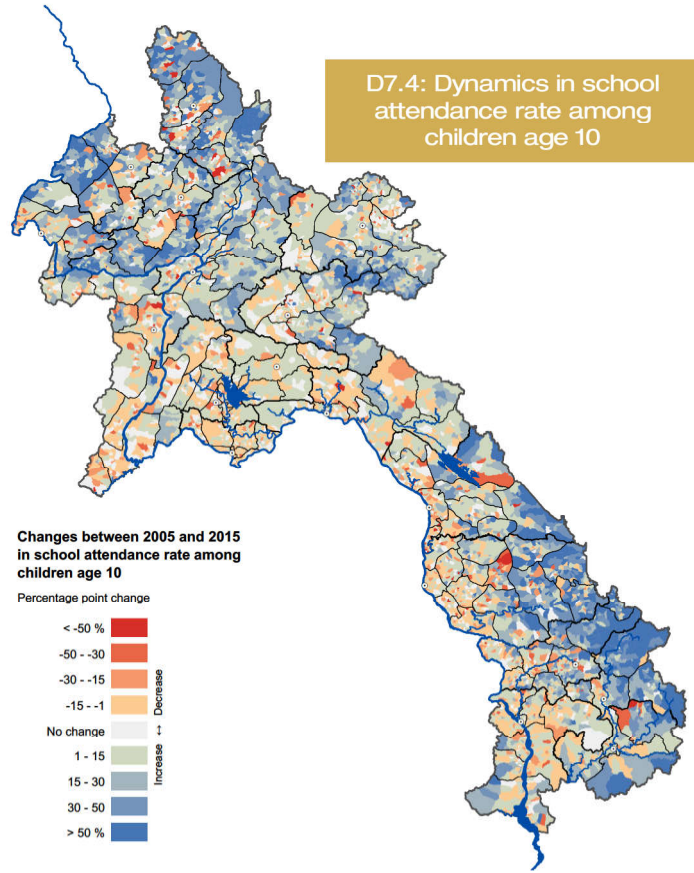 D7.4: Dynamics in school
attendance rate among
children age 10
Changes between 2005 and 2015
in school attendance rate among
children age 10
Percentage point change
< -50 %
-50 - -30
-30 - -15
-15 - -1
No change
1 - 15
15 - 30
30 - 50
> 50 %
Decrease
↔
Increase